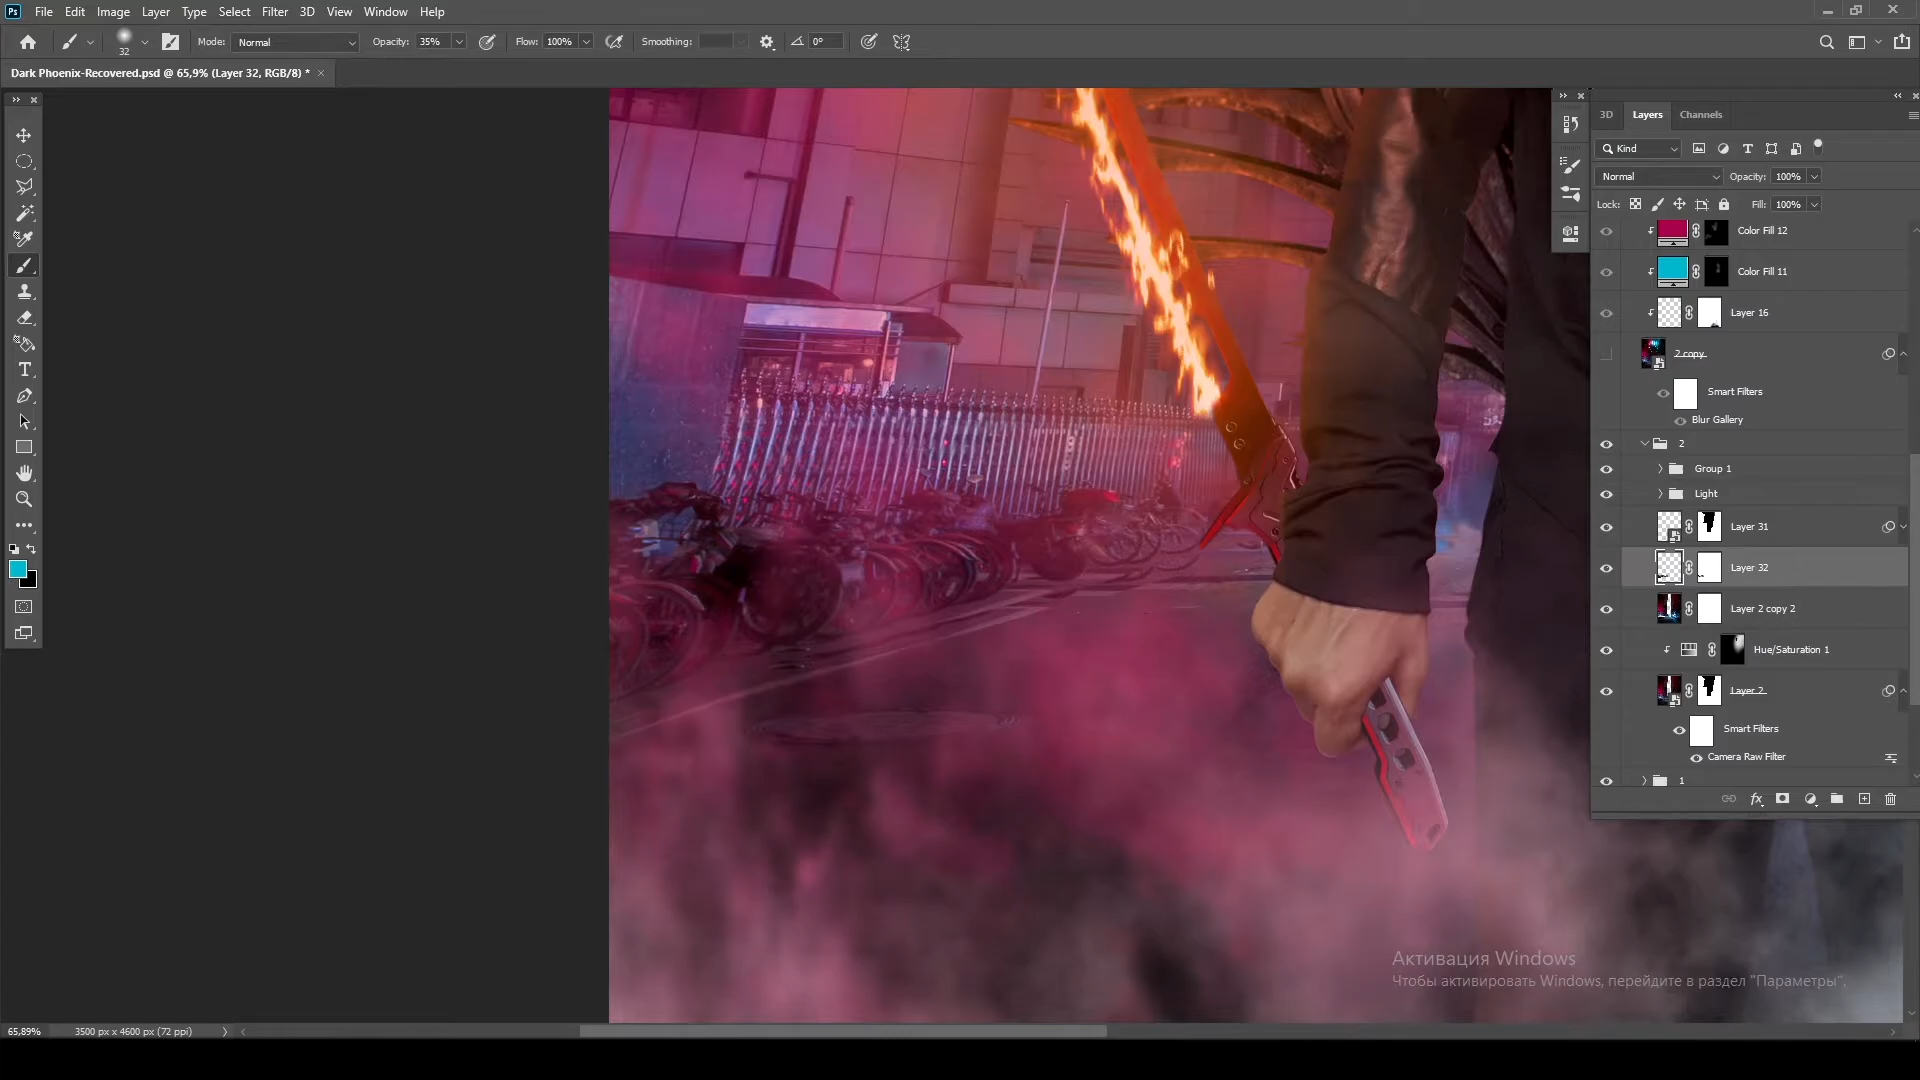 Ps File Edit Image Layer Type Select Filter 3D View Window Help
32 Mode: Normal Opacity: 35% Flow: 100% Smoothing: 0°
Dark Phoenix-Recovered.psd @ 65,9% (Layer 32, RGB/8) *
3D Layers Channels
Kind
Normal Opacity: 100%
Lock: Fill: 100%
Color Fill 12
Color Fill 11
Layer 16
2 copy
Smart Filters
Blur Gallery
2
Group 1
Light
Layer 31
Layer 32
Layer 2 copy 2
Hue/Saturation 1
Layer 2
Smart Filters
Camera Raw Filter
1
fx
Активация Windows
Чтобы активировать Windows, перейдите в раздел "Параметры".
65,89% 3500 px x 4600 px (72 ppi)